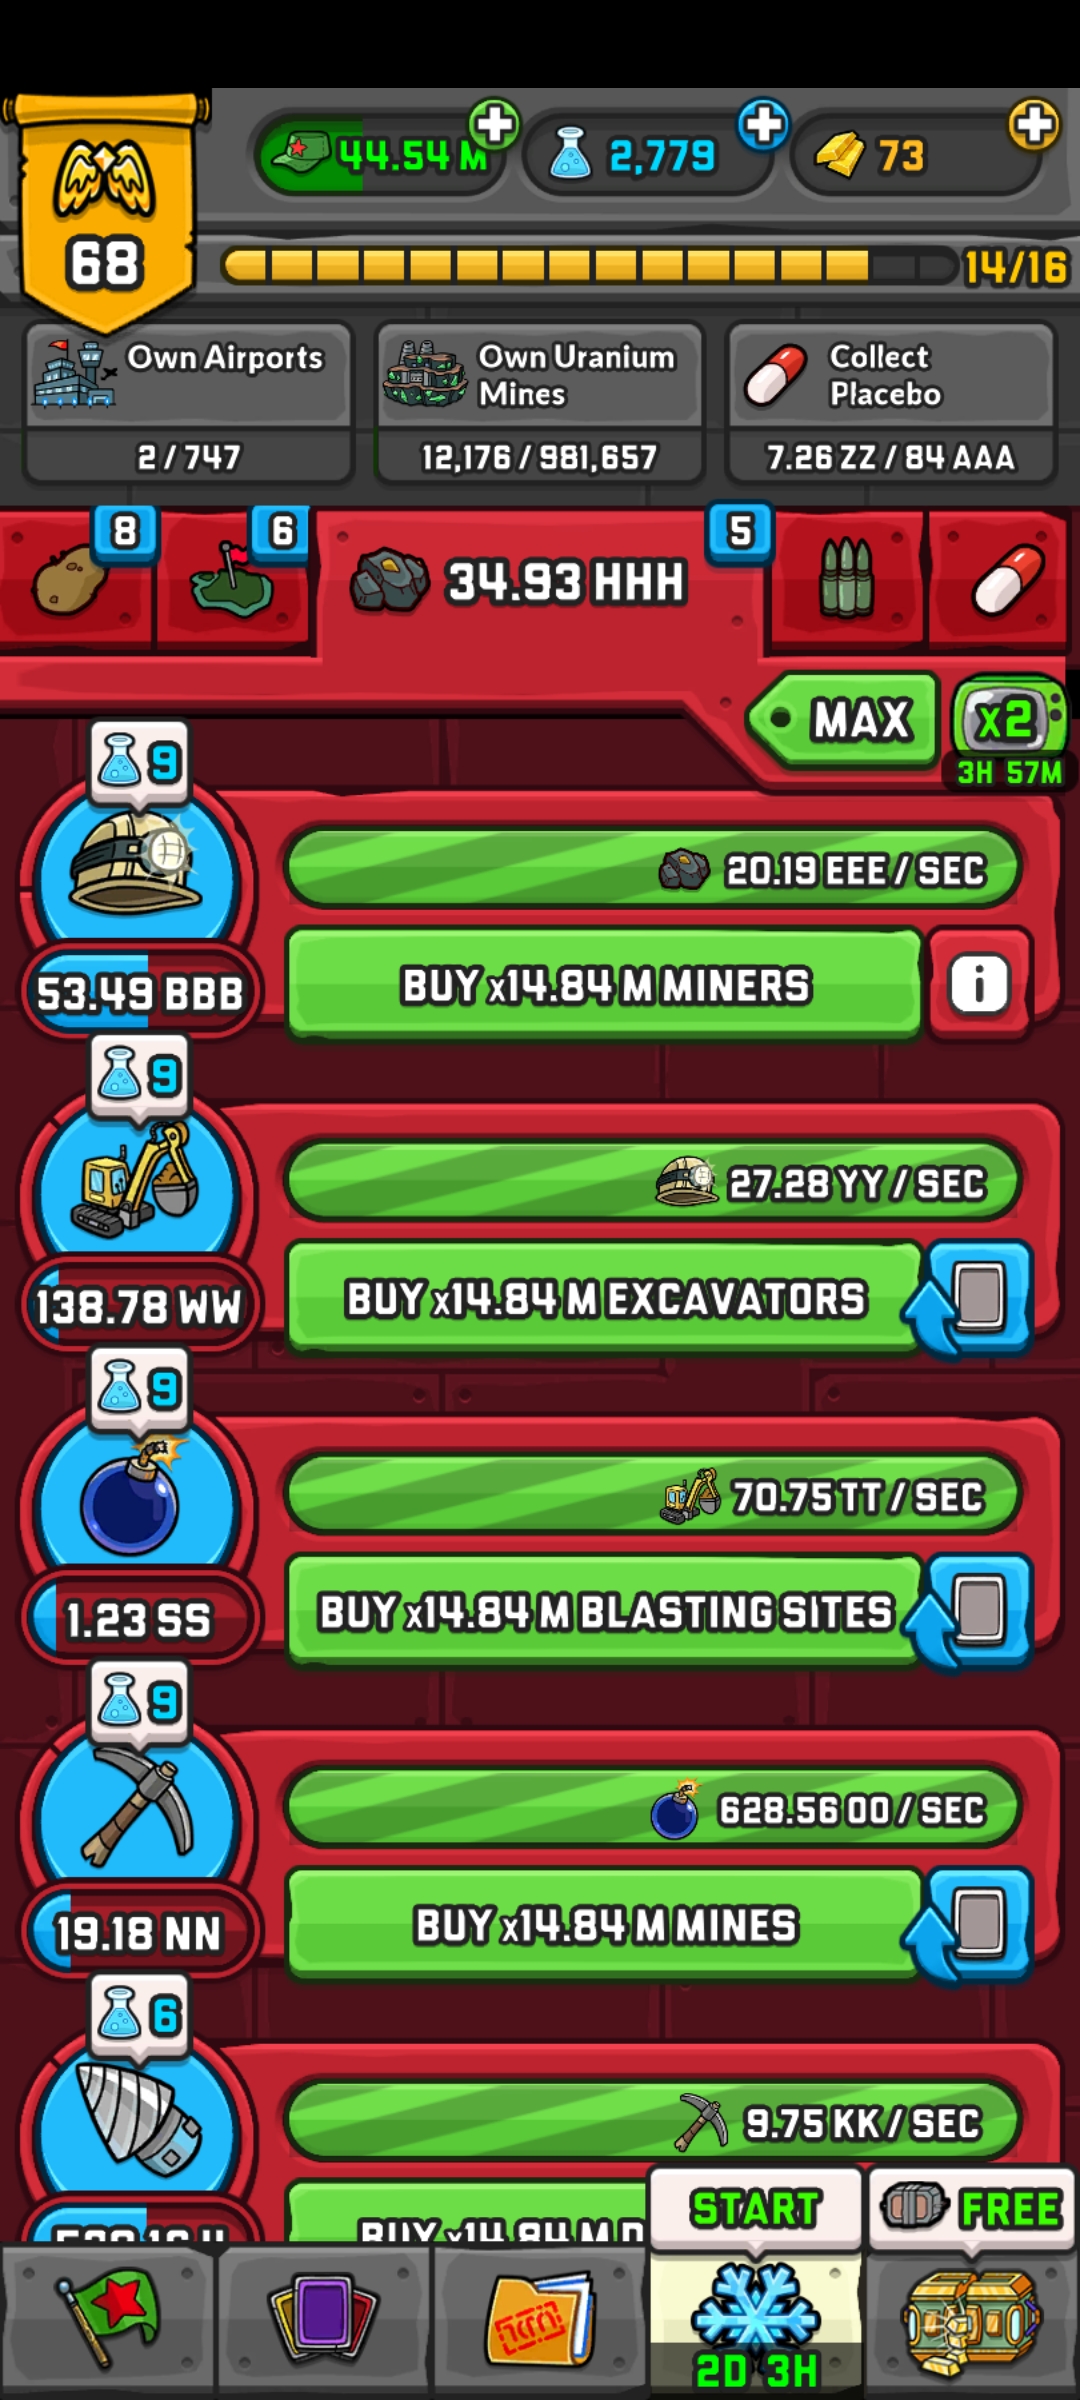 44.54 M
2,779
73
68
14/16
Own Airports
2 / 747
Own Uranium
Mines
12,176 / 981,657
Collect
Placebo
7.26 ZZ / 84 AAA
8
6
34.93 HHH
5
MAX
x2
3H 57M
9
20.19 EEE / SEC
BUY x14.84 M MINERS
i
53.49 BBB
9
27.28 YY / SEC
BUY x14.84 M EXCAVATORS
138.78 WW
9
70.75 TT / SEC
BUY x14.84 M BLASTING SITES
1.23 SS
9
628.56 OO / SEC
BUY x14.84 M MINES
19.18 NN
6
9.75 KK / SEC
BUY x14.84 M
START
FREE
2D 3H